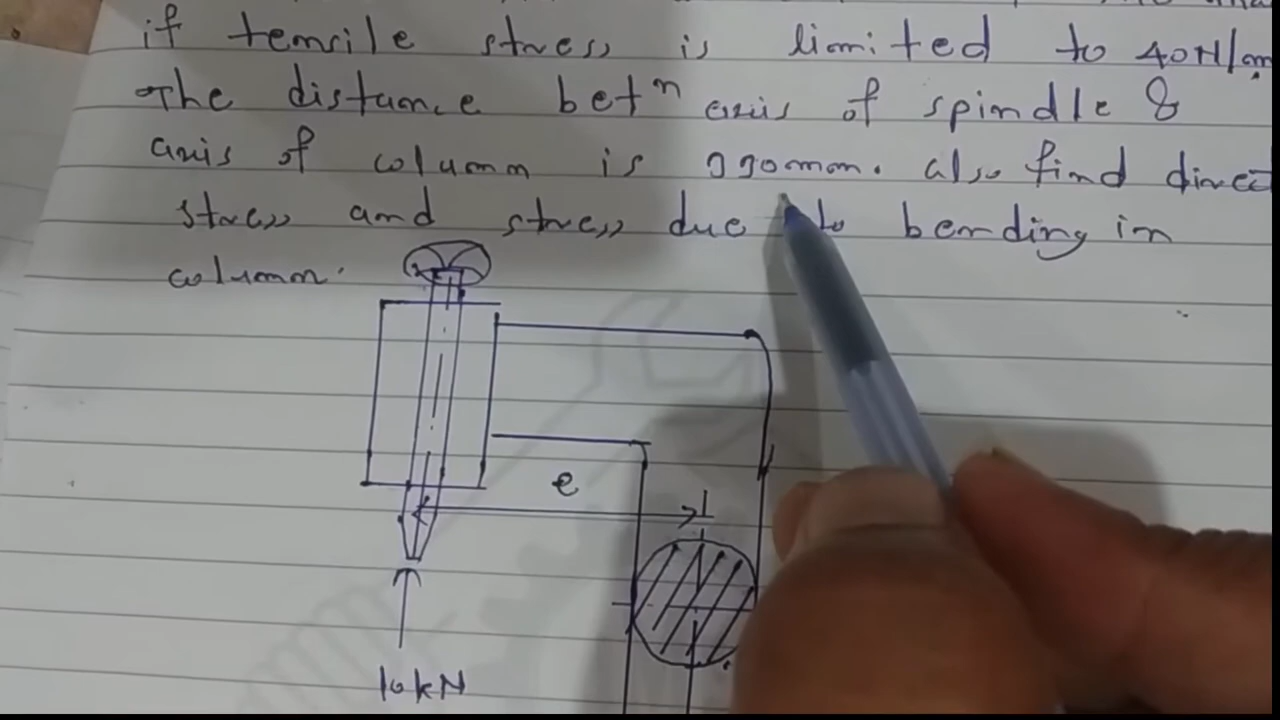 if tensile stress is limited to 40N/mm
The distance betⁿ axis of spindle &
axis of column is 330mm. also find direct
stress and stress due to bending in
column.
e
10kN